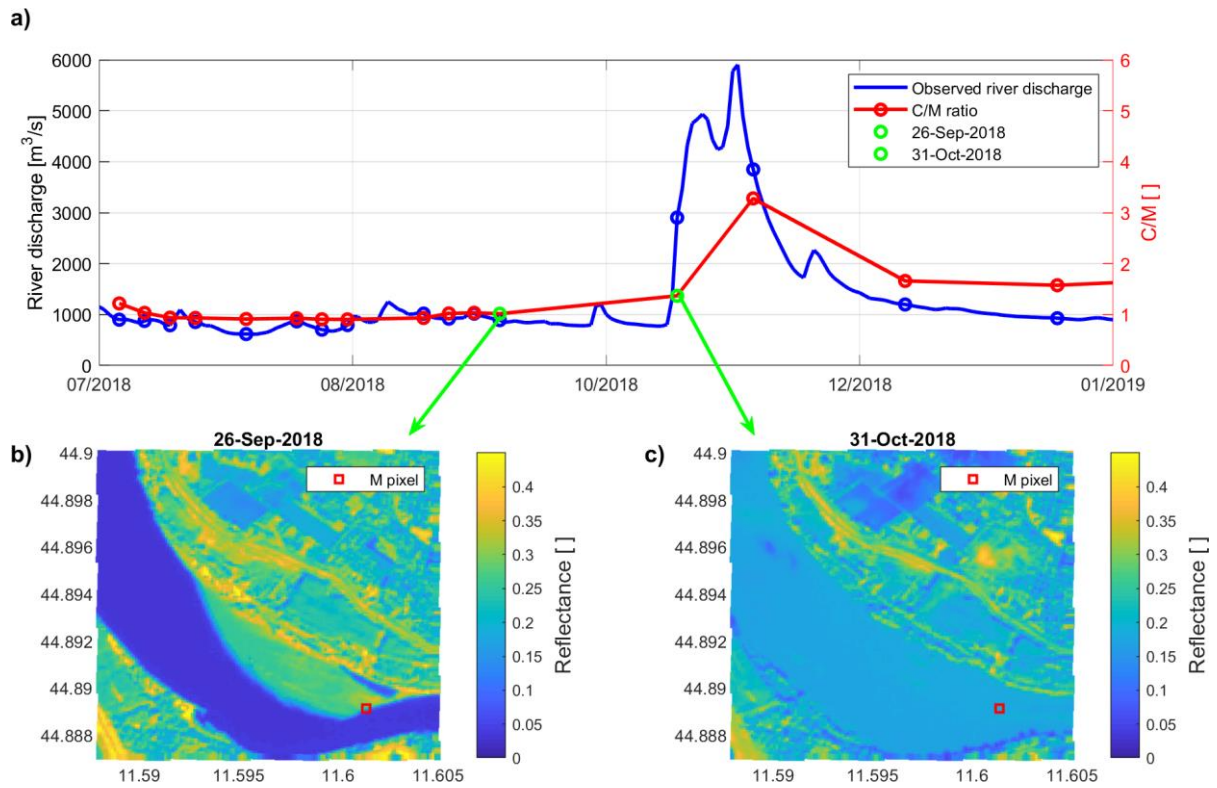 a)
6000
5000
4000
3000
2000
1000
0
River discharge [m³/s]
6
5
4
3
2
1
0
C/M [ ]
Observed river discharge
C/M ratio
26-Sep-2018
31-Oct-2018
07/2018 08/2018 10/2018 12/2018 01/2019
b)
26-Sep-2018
M pixel
44.9
44.898
44.896
44.894
44.892
44.89
44.888
11.59 11.595 11.6 11.605
0.4
0.35
0.3
0.25
0.2
0.15
0.1
0.05
0
Reflectance [ ]
c)
31-Oct-2018
M pixel
44.9
44.898
44.896
44.894
44.892
44.89
44.888
11.59 11.595 11.6 11.605
0.4
0.35
0.3
0.25
0.2
0.15
0.1
0.05
0
Reflectance [ ]